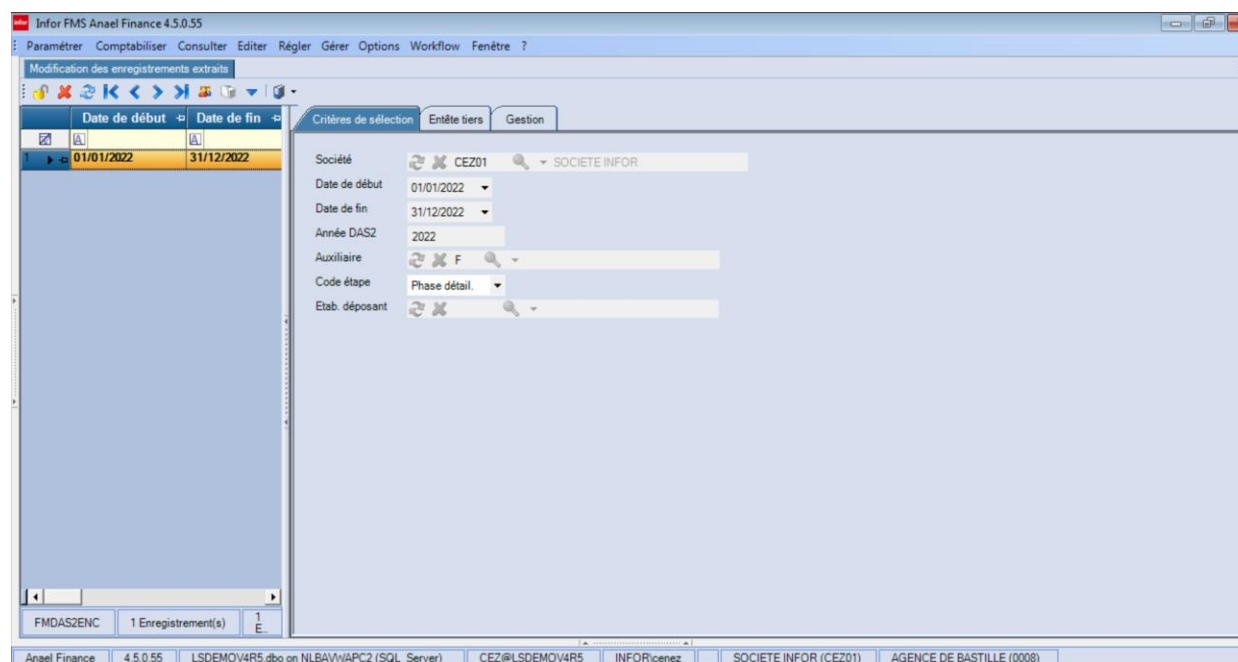 infor Infor FMS Anael Finance 4.5.0.55
Paramétrer Comptabiliser Consulter Editer Régler Gérer Options Workflow Fenêtre ?
Modification des enregistrements extraits
Date de début Date de fin
Critères de sélection Entête tiers Gestion
A A
1 01/01/2022 31/12/2022
Société CEZ01 SOCIETE INFOR
Date de début 01/01/2022
Date de fin 31/12/2022
Année DAS2 2022
Auxiliaire F
Code étape Phase détail.
Etab. déposant
FMDAS2ENC 1 Enregistrement(s) 1 E...
Anael Finance 4.5.0.55 LSDEMOV4R5.dbo on NLBAVWAPC2 (SQL_Server) CEZ@LSDEMOV4R5 INFOR\cenez SOCIETE INFOR (CEZ01) AGENCE DE BASTILLE (0008)